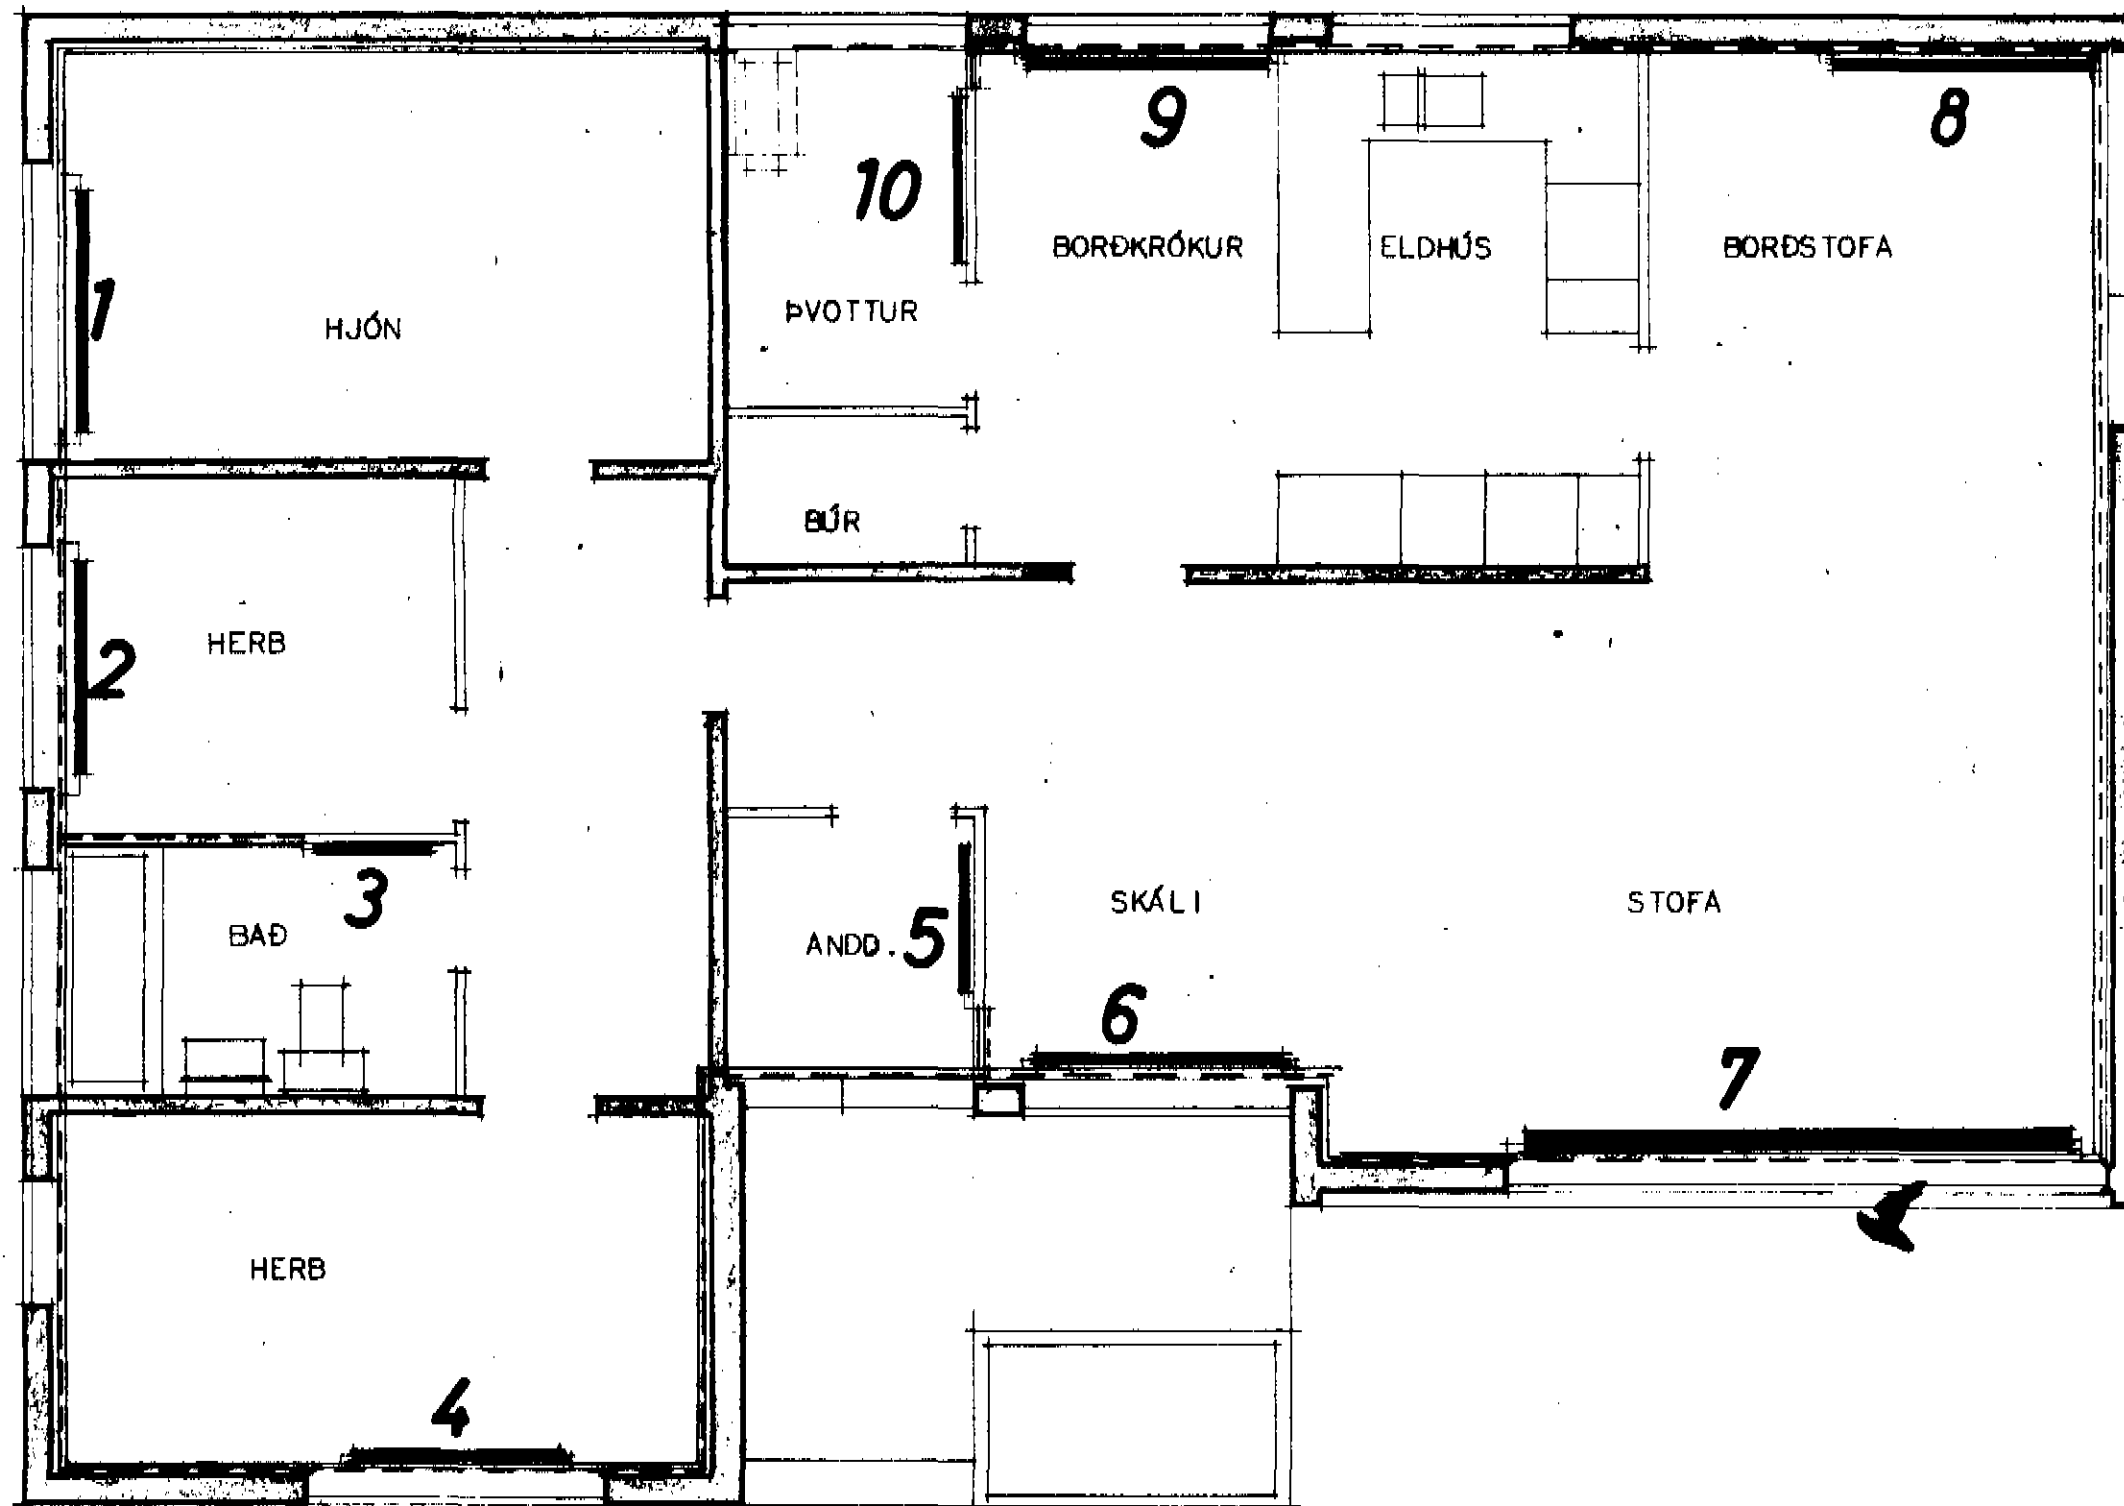 9
8
10
BORÐKRÓKUR
ELDHÚS
BORÐSTOFA
1
HJÓN
ÞVOTTUR
BÚR
2
HERB
3
BAÐ
ANDD.
5
SKÁLI
STOFA
6
7
HERB
4